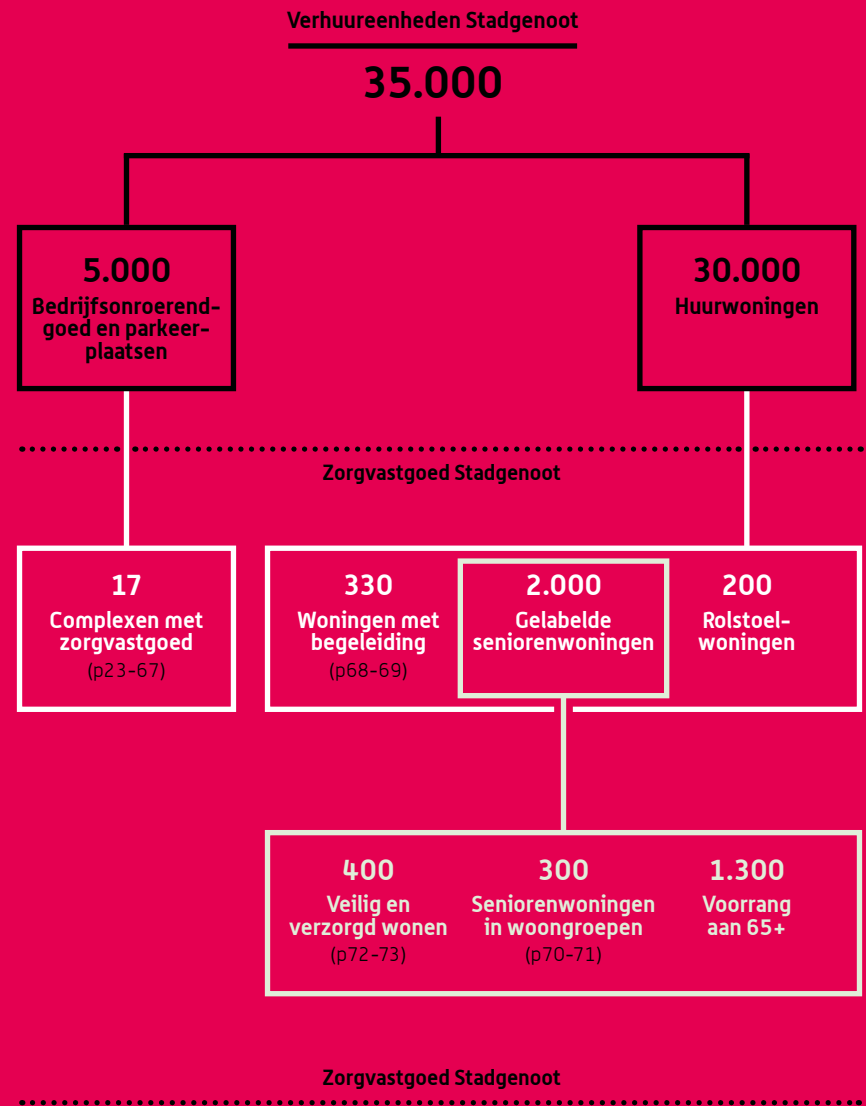 Verhuureenheden Stadgenoot
35.000
5.000
Bedrijfsonroerend-
goed en parkeer-
plaatsen
30.000
Huurwoningen
Zorgvastgoed Stadgenoot
17
Complexen met
zorgvastgoed
(p23-67)
330
Woningen met
begeleiding
(p68-69)
2.000
Gelabelde
seniorenwoningen
200
Rolstoel-
woningen
400
Veilig en
verzorgd wonen
(p72-73)
300
Seniorenwoningen
in woongroepen
(p70-71)
1.300
Voorrang
aan 65+
Zorgvastgoed Stadgenoot